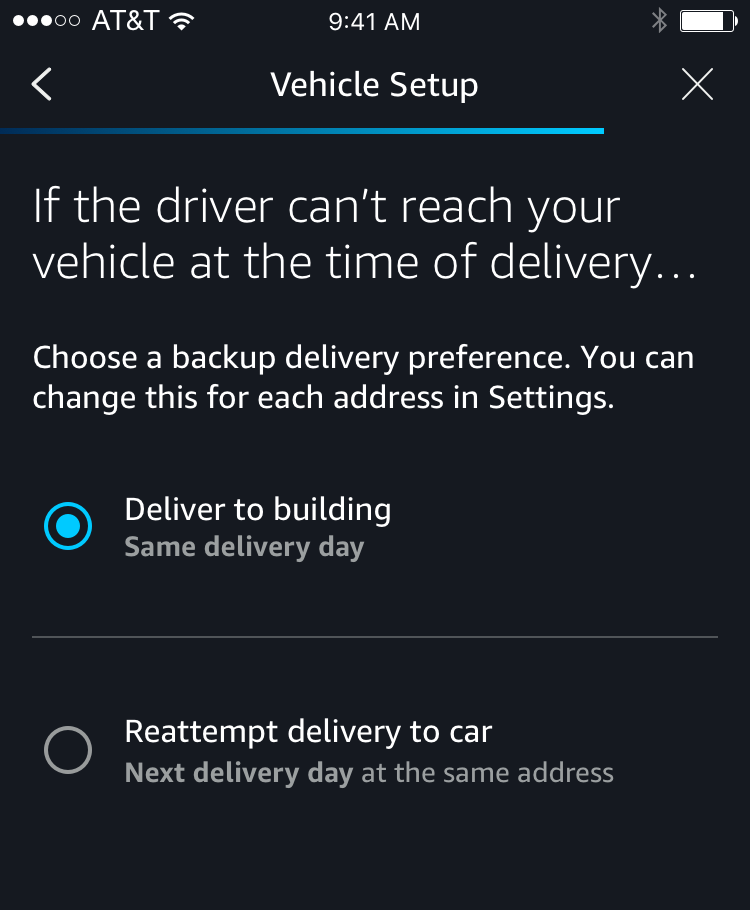 AT&T 9:41 AM
Vehicle Setup
If the driver can’t reach your
vehicle at the time of delivery…
Choose a backup delivery preference. You can
change this for each address in Settings.
Deliver to building
Same delivery day
Reattempt delivery to car
Next delivery day at the same address